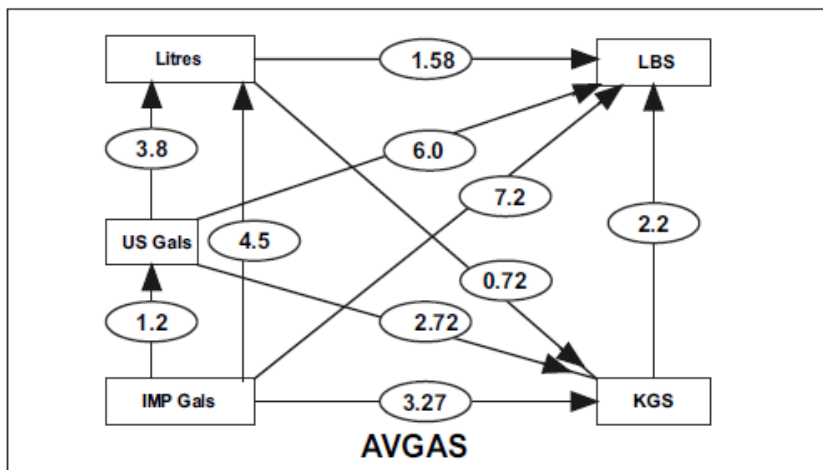 Litres
1.58
LBS
3.8
6.0
7.2
US Gals
4.5
2.2
1.2
2.72
0.72
IMP Gals
3.27
KGS
AVGAS